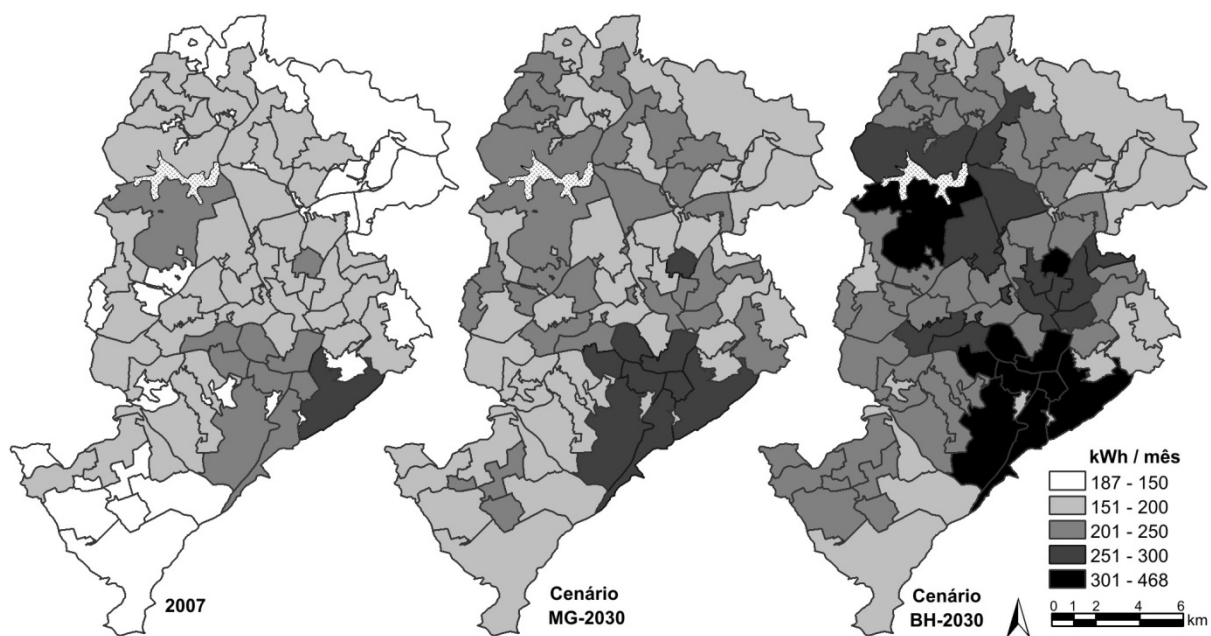 2007
Cenário
MG-2030
Cenário
BH-2030
kWh / mês
187 - 150
151 - 200
201 - 250
251 - 300
301 - 468
0 1 2 4 6
km